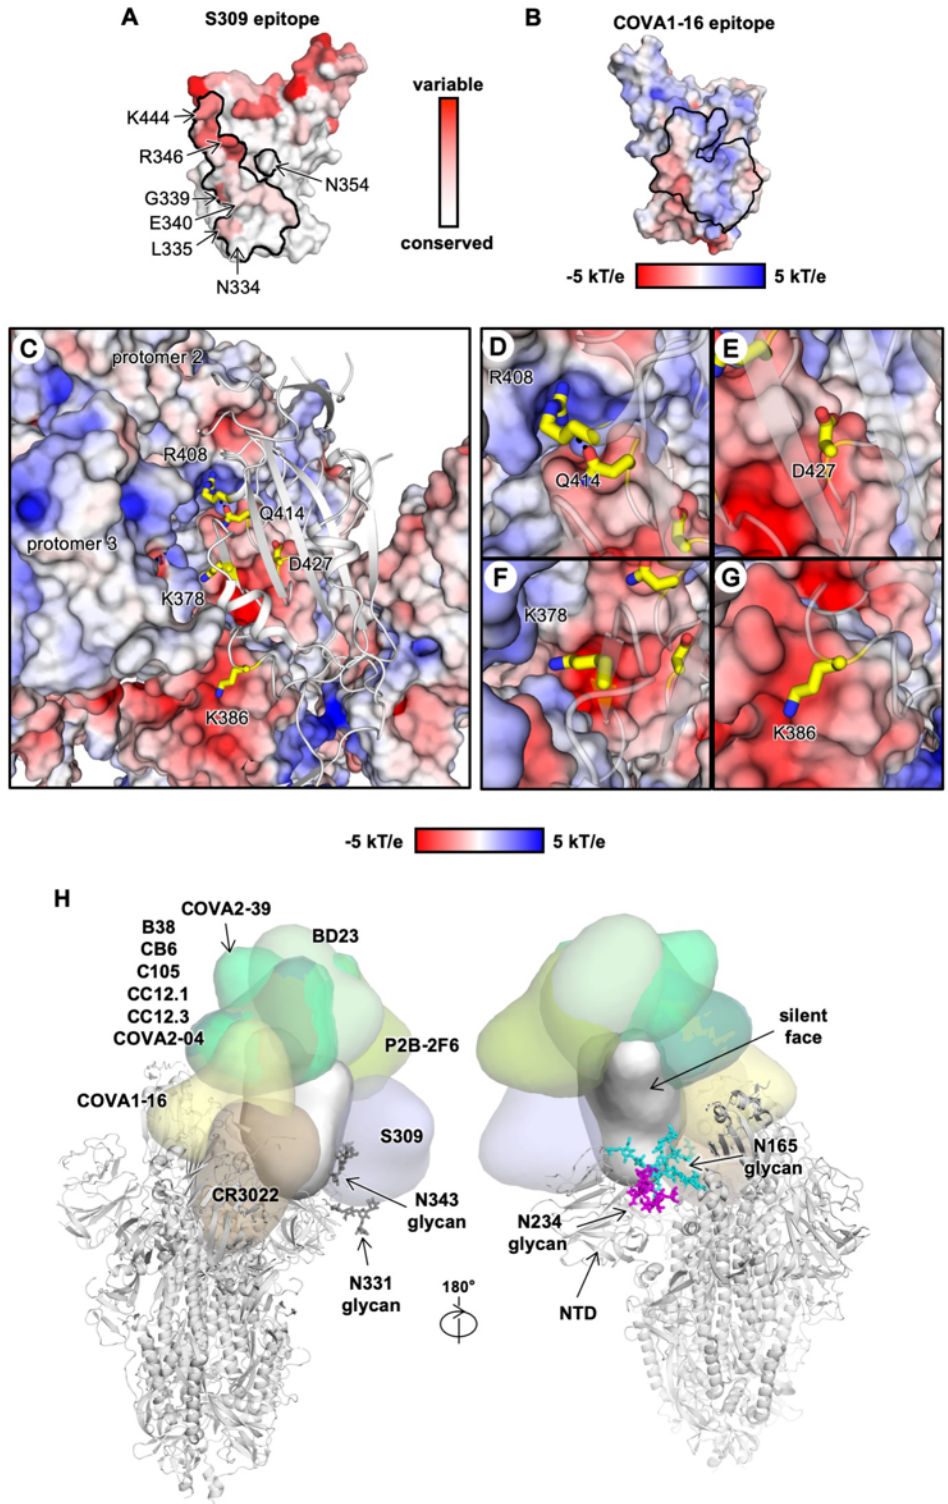 A
S309 epitope
K444
R346
G339
E340
L335
N334
N354
variable
conserved
B
COVA1-16 epitope
-5 kT/e
5 kT/e
C
protomer 2
R408
Q414
protomer 3
D427
K378
K386
D
R408
Q414
E
D427
F
K378
G
K386
-5 kT/e
5 kT/e
H
COVA2-39
B38
CB6
C105
CC12.1
CC12.3
COVA2-04
BD23
P2B-2F6
COVA1-16
S309
CR3022
N343
glycan
N331
glycan
180°
silent
face
N165
glycan
N234
glycan
NTD